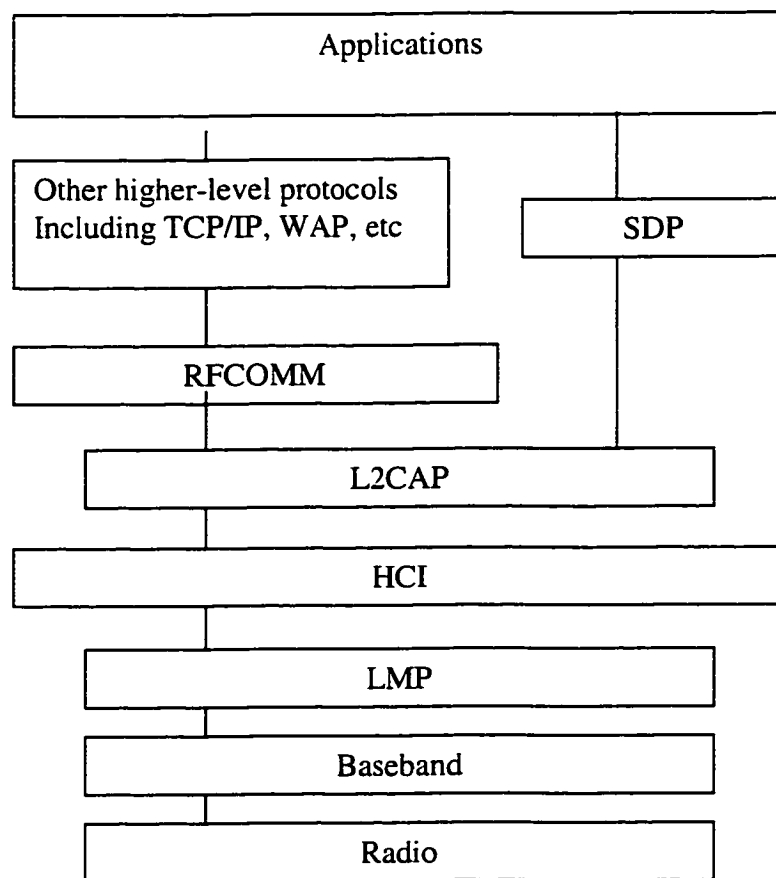 Applications
Other higher-level protocols
Including TCP/IP, WAP, etc
SDP
RFCOMM
L2CAP
HCI
LMP
Baseband
Radio